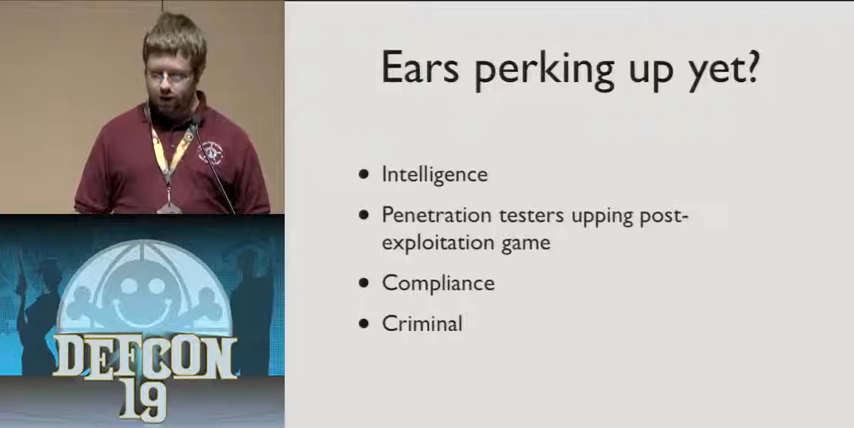 Ears perking up yet?
• Intelligence
• Penetration testers upping post-
exploitation game
• Compliance
• Criminal
DEFCON
19